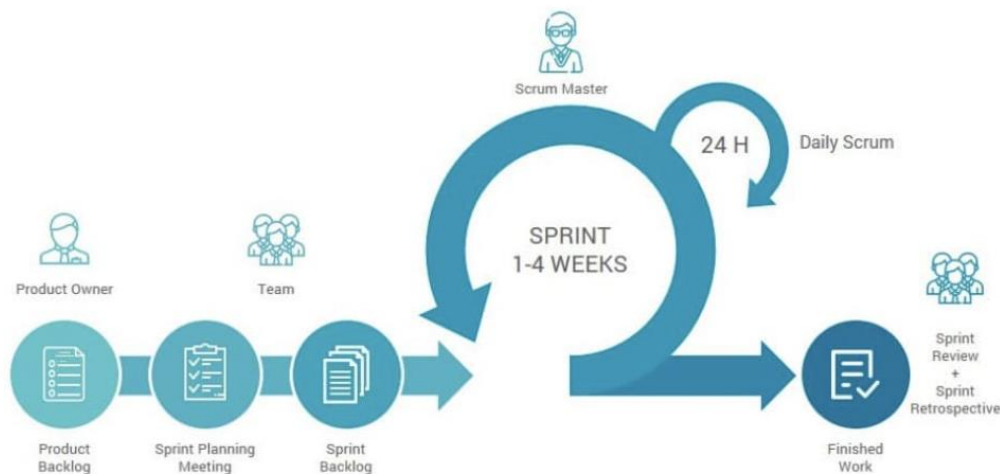 Scrum Master
24 H
Daily Scrum
SPRINT
1-4 WEEKS
Product Owner
Team
Product
Backlog
Sprint Planning
Meeting
Sprint
Backlog
Finished
Work
Sprint
Review
+
Sprint
Retrospective